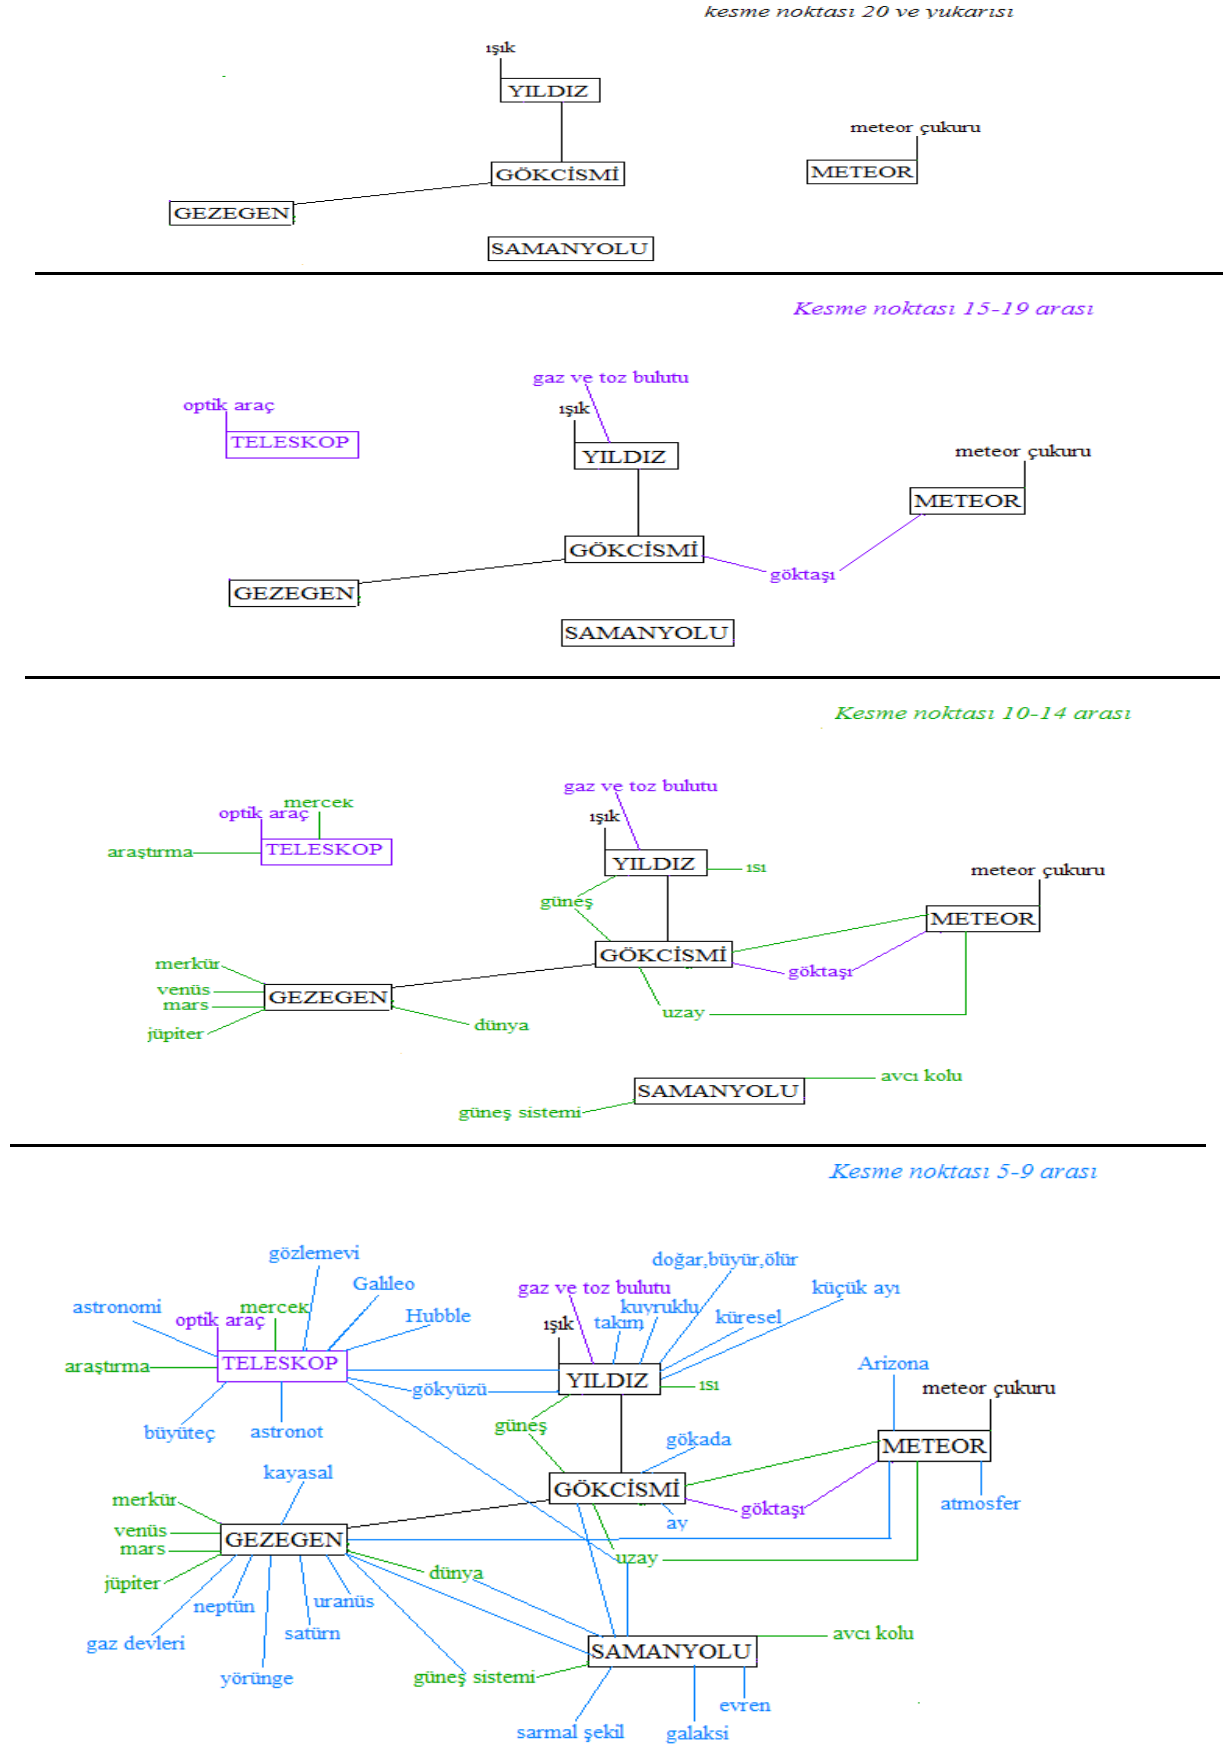 kesme noktası 20 ve yukarısı
ışık
YILDIZ
meteor çukuru
GÖKCİSMİ
METEOR
GEZEGEN
SAMANYOLU
Kesme noktası 15-19 arası
gaz ve toz bulutu
optik araç
ışık
TELESKOP
YILDIZ
meteor çukuru
METEOR
GÖKCİSMİ
göktaşı
GEZEGEN
SAMANYOLU
Kesme noktası 10-14 arası
gaz ve toz bulutu
mercek
optik araç
ışık
araştırma
TELESKOP
YILDIZ
ısı
meteor çukuru
güneş
METEOR
GÖKCİSMİ
merkür
göktaşı
venüs
GEZEGEN
mars
uzay
jüpiter
dünya
avcı kolu
SAMANYOLU
güneş sistemi
Kesme noktası 5-9 arası
gözlemevi
doğar,büyür,ölür
Galileo
gaz ve toz bulutu
küçük ayı
astronomi
mercek
kuyruklu
optik araç
Hubble
ışık
takım
küresel
araştırma
TELESKOP
Arizona
YILDIZ
ısı
gökyüzü
meteor çukuru
büyüteç
astronot
güneş
gökada
METEOR
kayasal
GÖKCİSMİ
merkür
göktaşı
atmosfer
ay
venüs
GEZEGEN
mars
uzay
jüpiter
dünya
neptün
uranüs
gaz devleri
satürn
avcı kolu
SAMANYOLU
yörünge
güneş sistemi
evren
sarmal şekil
galaksi